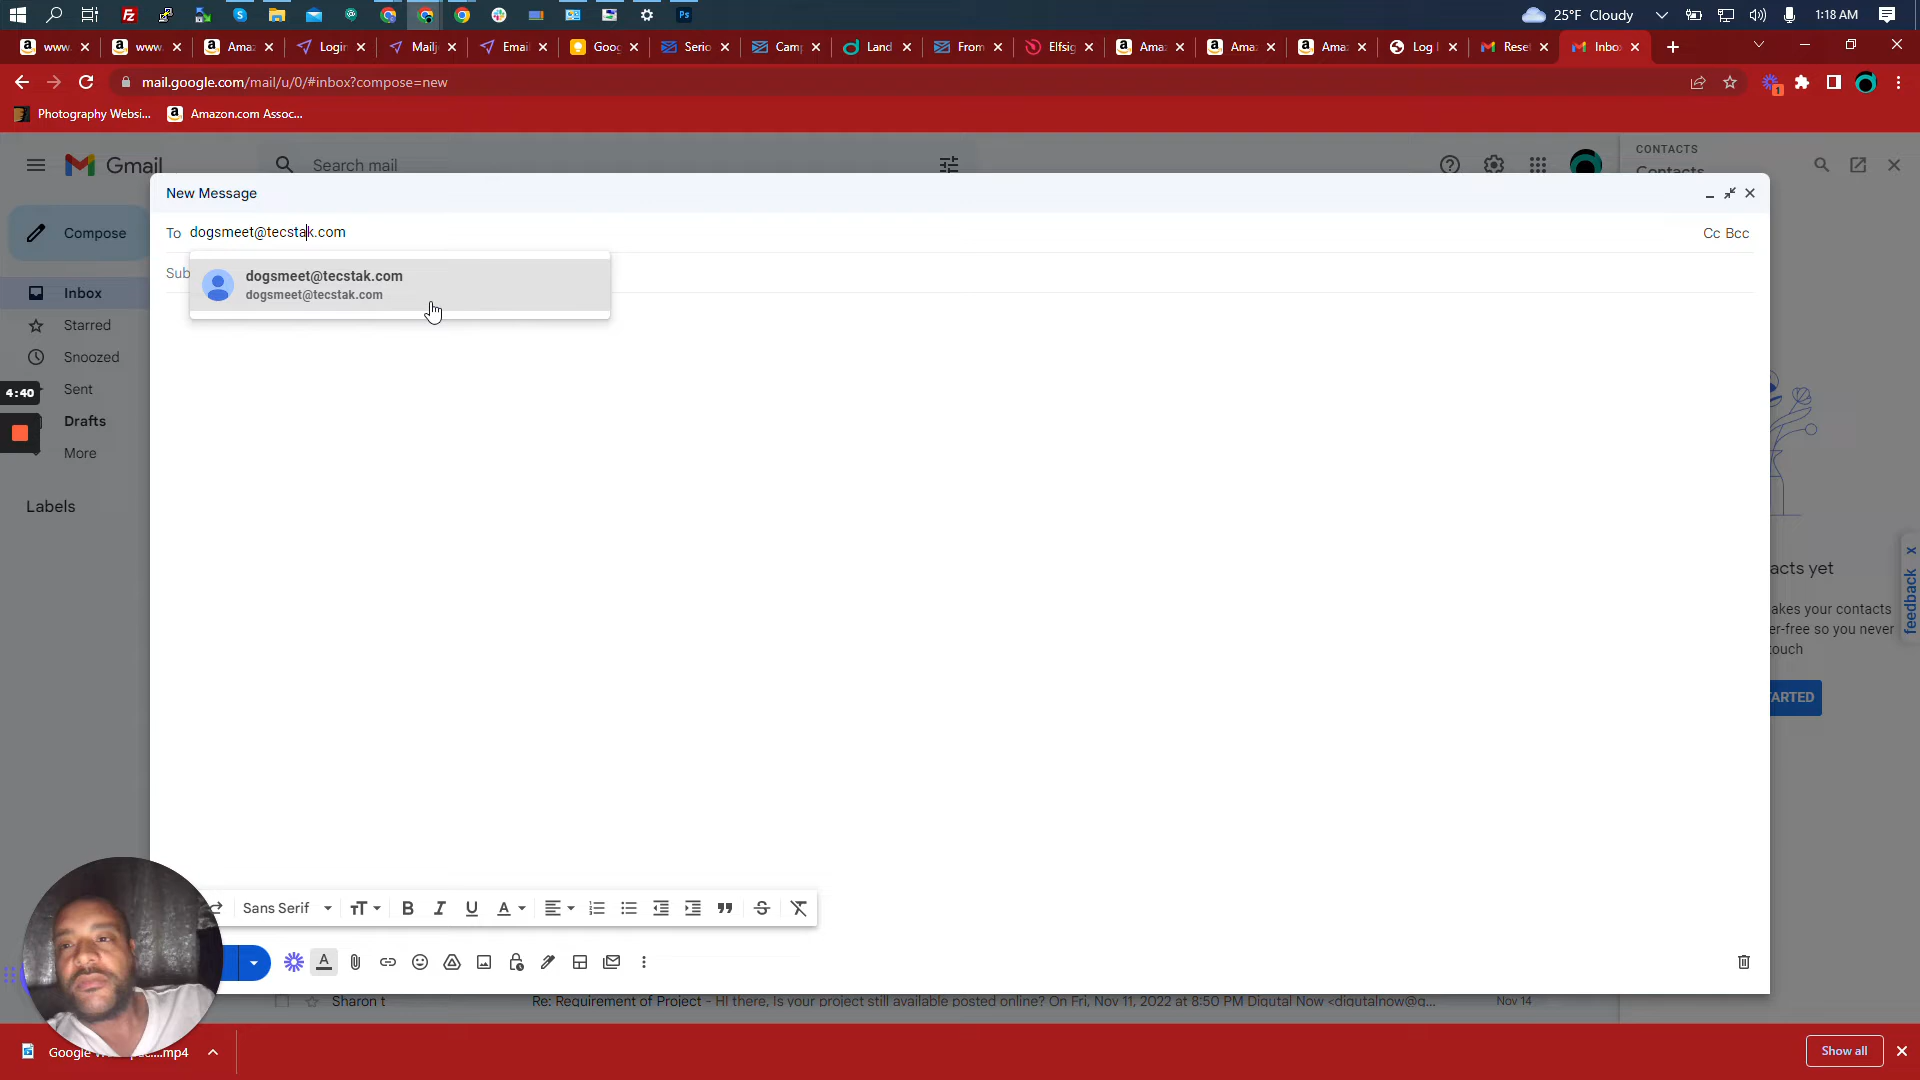 25°F Cloudy
1:18 AM
www.
www.
Amaz
Login
Mailj
Email
Goog
Serio
Camp
Land
From
Elfsig
Amaz
Amaz
Amaz
Log I
Reset
Inbox
mail.google.com/mail/u/0/#inbox?compose=new
1
Photography Websi...
Amazon.com Assoc...
Gmail
Search mail
CONTACTS
Contacts
New Message
Compose
To dogsmeet@tecstak.com
Cc Bcc
Sub
dogsmeet@tecstak.com
dogsmeet@tecstak.com
Inbox
Starred
Snoozed
Sent
4:40
Drafts
More
Labels
acts yet
akes your contacts
er-free so you never
touch
TARTED
feedback x
Sans Serif
Sharon t
Re: Requirement of Project - HI there, Is your project still available posted online? On Fri, Nov 11, 2022 at 8:50 PM Digutal Now <digutalnow@g...
Nov 14
Google W
...mp4
Show all